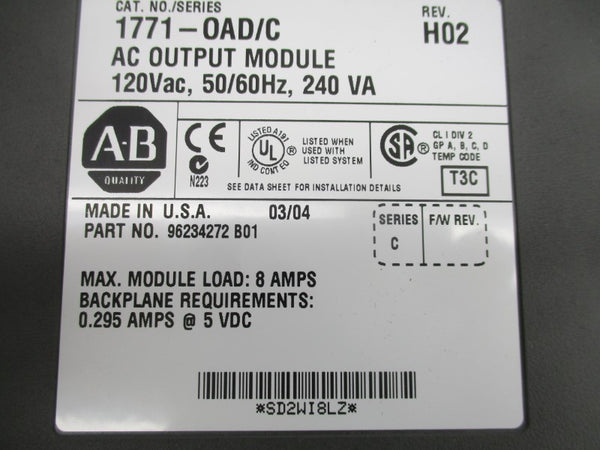 CAT. NO./SERIES
REV.
1771-OAD/C
H02
AC OUTPUT MODULE
120Vac, 50/60Hz, 240 VA
A·B
QUALITY
CE
N223
LISTED A191
UL
IND CONT EQ
LISTED WHEN
USED WITH
LISTED SYSTEM
SA
®
CL I DIV 2
GP A, B, C, D
TEMP CODE
T3C
SEE DATA SHEET FOR INSTALLATION DETAILS
MADE IN U.S.A. 03/04
PART NO. 96234272 B01
SERIES
C
F/W REV.
MAX. MODULE LOAD: 8 AMPS
BACKPLANE REQUIREMENTS:
0.295 AMPS @ 5 VDC
*SD2WI8LZ*